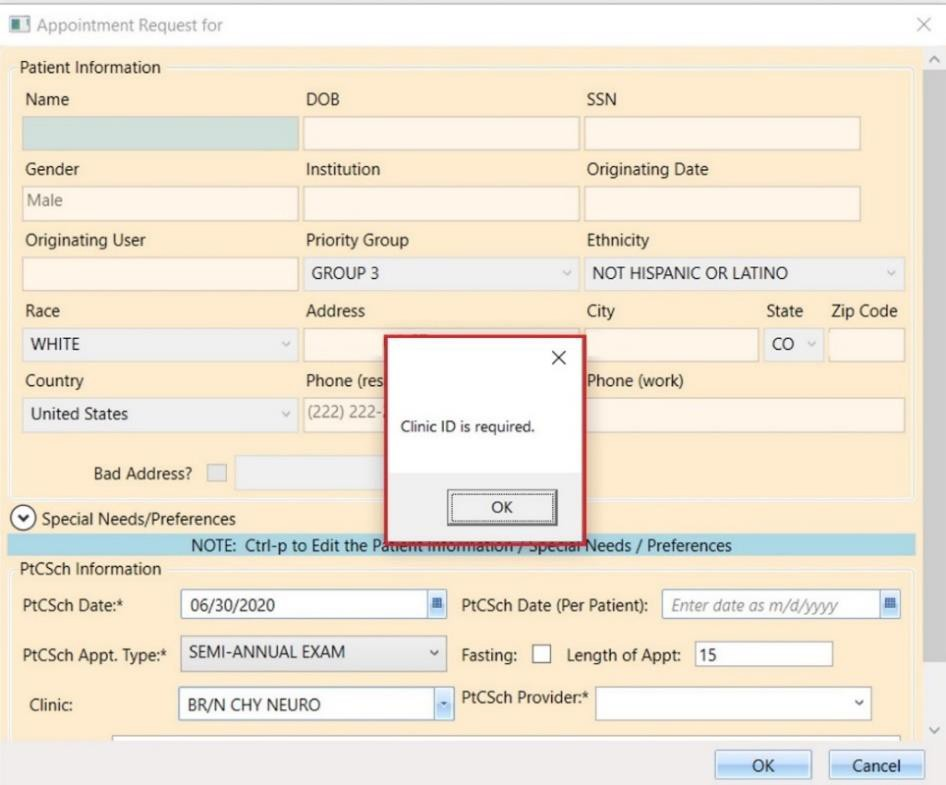 Appointment Request for
Patient Information
Name DOB SSN
Gender Institution Originating Date
Male
Originating User Priority Group Ethnicity
GROUP 3 NOT HISPANIC OR LATINO
Race Address City State Zip Code
WHITE CO
Country Phone (res Phone (work)
United States (222) 222-
Clinic ID is required.
OK
Bad Address?
Special Needs/Preferences
NOTE: Ctrl-p to Edit the Patient Information / Special Needs / Preferences
PtCSch Information
PtCSch Date:* 06/30/2020 PtCSch Date (Per Patient): Enter date as m/d/yyyy
PtCSch Appt. Type:* SEMI-ANNUAL EXAM Fasting: Length of Appt: 15
Clinic: BR/N CHY NEURO PtCSch Provider:*
OK Cancel